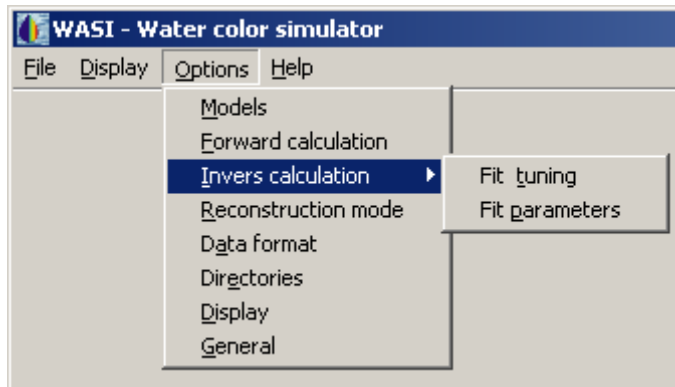 WASI - Water color simulator
File Display Options Help
Models
Forward calculation
Invers calculation
Fit tuning
Fit parameters
Reconstruction mode
Data format
Directories
Display
General